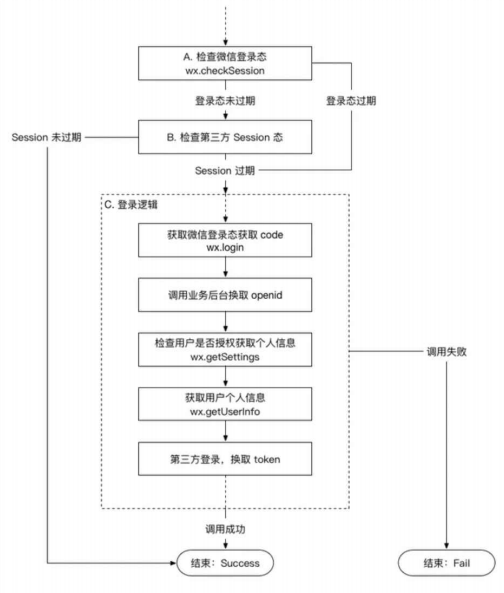 A. 检查微信登录态
wx.checkSession
登录态未过期
登录态过期
Session 未过期
B. 检查第三方 Session 态
Session 过期
C. 登录逻辑
获取微信登录态获取 code
wx.login
调用业务后台换取 openid
检查用户是否授权获取个人信息
wx.getSettings
调用失败
获取用户个人信息
wx.getUserInfo
第三方登录，换取 token
调用成功
结束：Success
结束：Fail